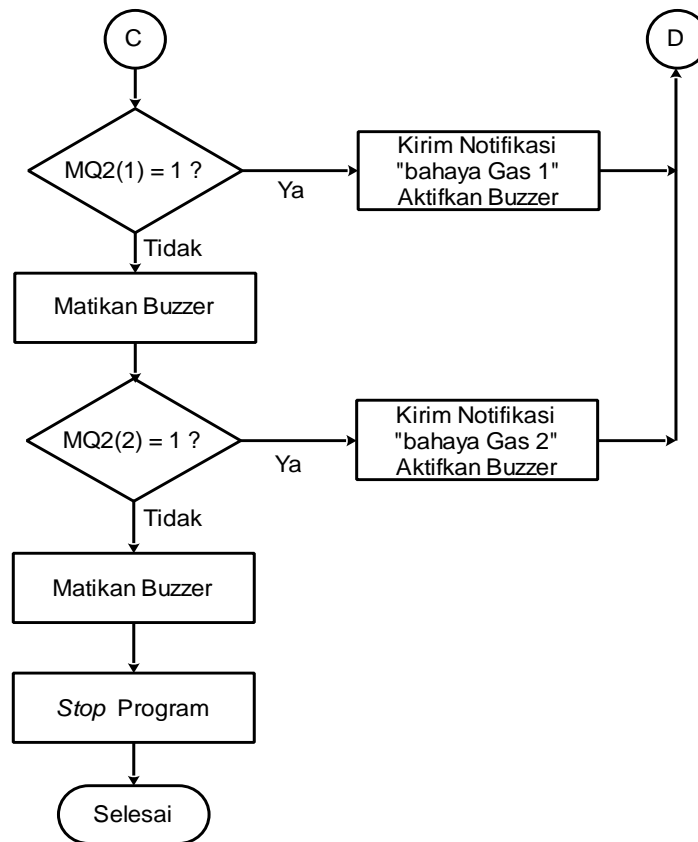 C
D
MQ2(1) = 1 ?
Ya
Kirim Notifikasi
"bahaya Gas 1"
Aktifkan Buzzer
Tidak
Matikan Buzzer
MQ2(2) = 1 ?
Ya
Kirim Notifikasi
"bahaya Gas 2"
Aktifkan Buzzer
Tidak
Matikan Buzzer
Stop Program
Selesai